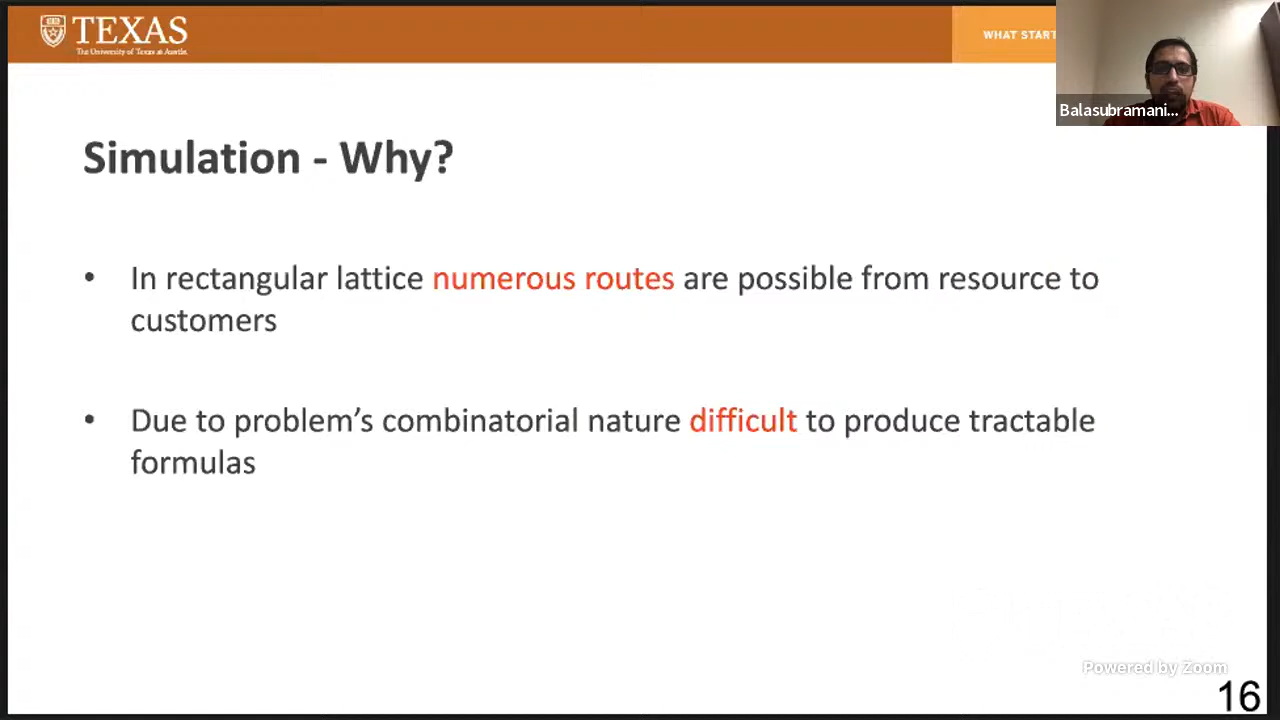 TEXAS
The University of Texas at Austin
WHAT START
Balasubramani...
Simulation - Why?
• In rectangular lattice numerous routes are possible from resource to
customers
• Due to problem’s combinatorial nature difficult to produce tractable
formulas
Powered by Zoom
16